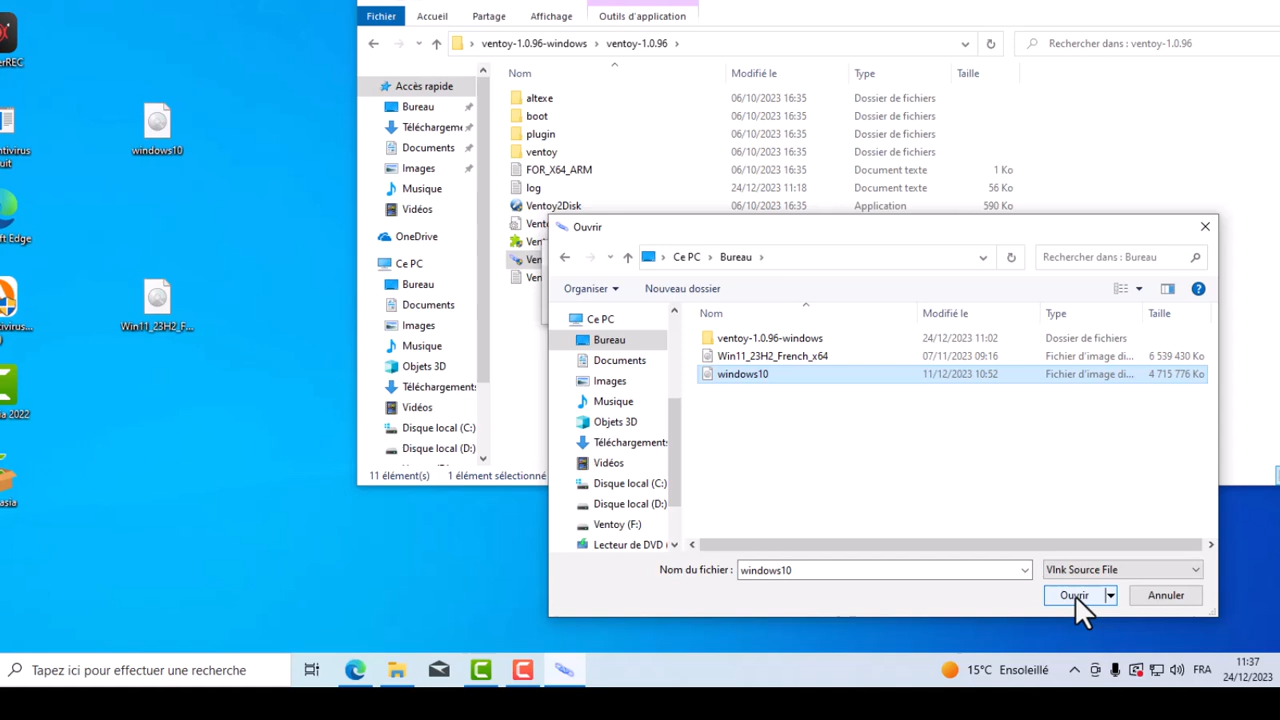 Fichier Accueil Partage Affichage Outils d'application
ventoy-1.0.96-windows ventoy-1.0.96
Rechercher dans : ventoy-1.0.96
Nom Modifié le Type Taille
altexe 06/10/2023 16:35 Dossier de fichiers
boot 06/10/2023 16:35 Dossier de fichiers
plugin 06/10/2023 16:35 Dossier de fichiers
ventoy 06/10/2023 16:35 Dossier de fichiers
FOR_X64_ARM 06/10/2023 16:35 Document texte 1 Ko
log 24/12/2023 11:18 Document texte 56 Ko
Ventoy2Disk 06/10/2023 16:35 Application 590 Ko
Accès rapide
Bureau
Téléchargeme
Documents
Images
Musique
Vidéos
OneDrive
Ce PC
Bureau
Documents
Images
Musique
Objets 3D
Téléchargements
Vidéos
Disque local (C:)
Disque local (D:)
11 élément(s) 1 élément sélectionné
windows10
Win11_23H2_F...
Ouvrir
Ce PC Bureau
Rechercher dans : Bureau
Organiser Nouveau dossier
Nom Modifié le Type Taille
ventoy-1.0.96-windows 24/12/2023 11:02 Dossier de fichiers
Win11_23H2_French_x64 07/11/2023 09:16 Fichier d'image di... 6 539 430 Ko
windows10 11/12/2023 10:52 Fichier d'image di... 4 715 776 Ko
Ce PC
Bureau
Documents
Images
Musique
Objets 3D
Téléchargements
Vidéos
Disque local (C:)
Disque local (D:)
Ventoy (F:)
Lecteur de DVD
Nom du fichier : windows10
Vlnk Source File
Ouvrir Annuler
Tapez ici pour effectuer une recherche
15°C Ensoleillé FRA
11:37
24/12/2023